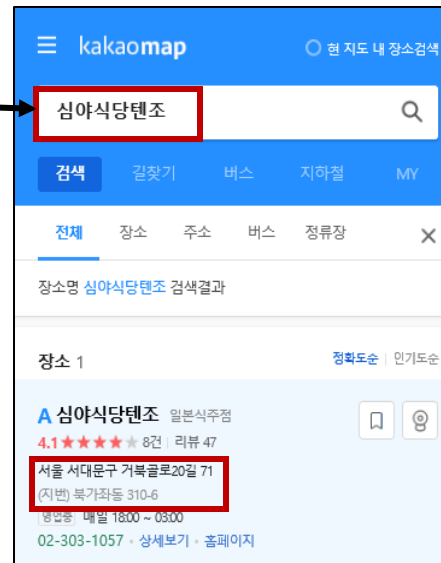 kakaomap
현 지도 내 장소검색
심야식당텐조
검색 길찾기 버스 지하철 MY
전체 장소 주소 버스 정류장
장소명 심야식당텐조 검색결과
장소 1 정확도순 인기도순
A 심야식당텐조 일본식주점
4.1★★★★★ 8건 리뷰 47
서울 서대문구 거북골로20길 71
(지번) 북가좌동 310-6
영업중 매일 18:00 ~ 03:00
02-303-1057 · 상세보기 · 홈페이지